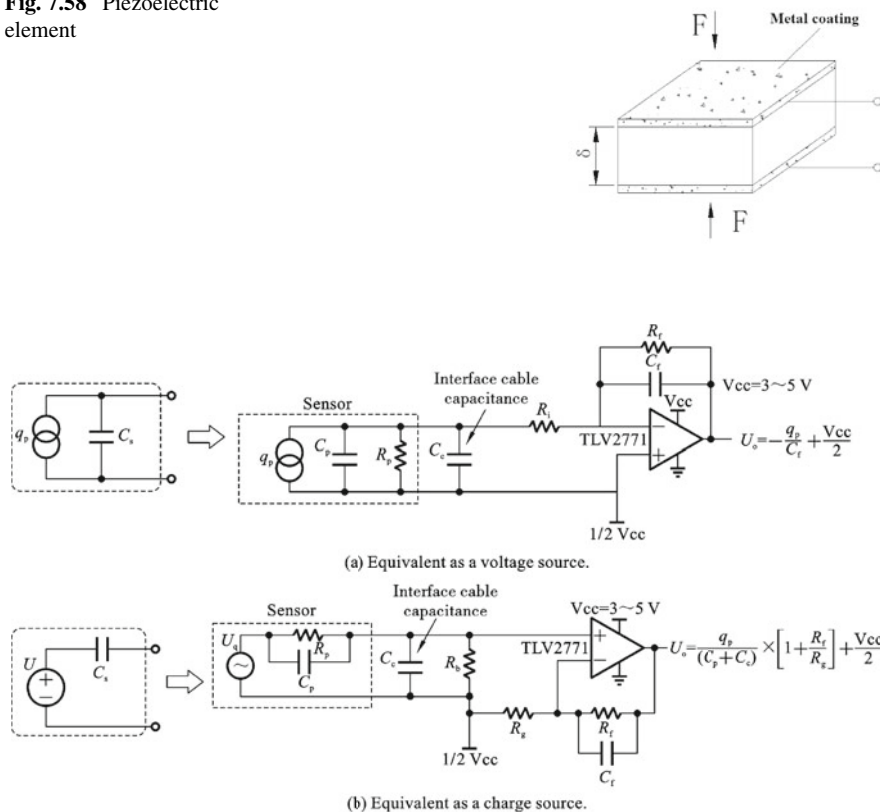 Fig. 7.58 Piezoelectric
element
Metal coating
F
δ
F
Sensor
Interface cable
capacitance
R_i
R_f
C_f
Vcc=3~5 V
Vcc
q_p
C_s
q_p
C_p
R_p
C_c
TLV2771
−
+
U_o=−q_p/C_f+Vcc/2
1/2 Vcc
(a) Equivalent as a voltage source.
Interface cable
capacitance
Sensor
Vcc=3~5 V
U
+
−
C_s
U_q
~
R_p
C_p
C_c
R_b
TLV2771
+
−
U_o=q_p/(C_p+C_c)×[1+R_f/R_g]+Vcc/2
R_g
R_f
C_f
1/2 Vcc
(b) Equivalent as a charge source.